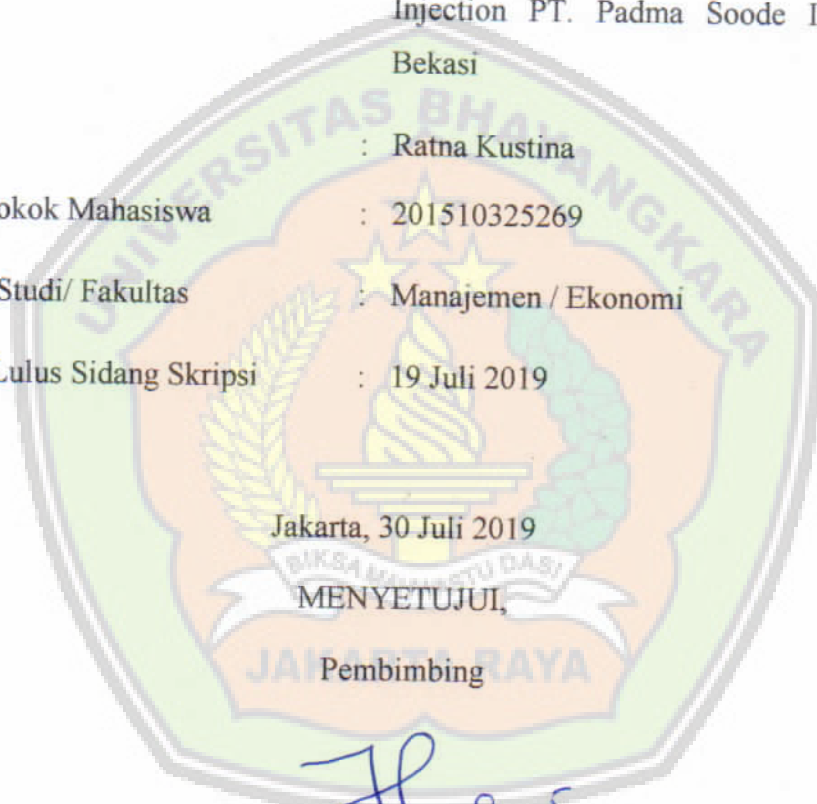 Injection PT. Padma Soode I
Bekasi
: Ratna Kustina
okok Mahasiswa : 201510325269
Studi/ Fakultas : Manajemen / Ekonomi
Lulus Sidang Skripsi : 19 Juli 2019
Jakarta, 30 Juli 2019
MENYETUJUI,
Pembimbing
UNIVERSITAS BHAYANGKARA
JAKARTA RAYA